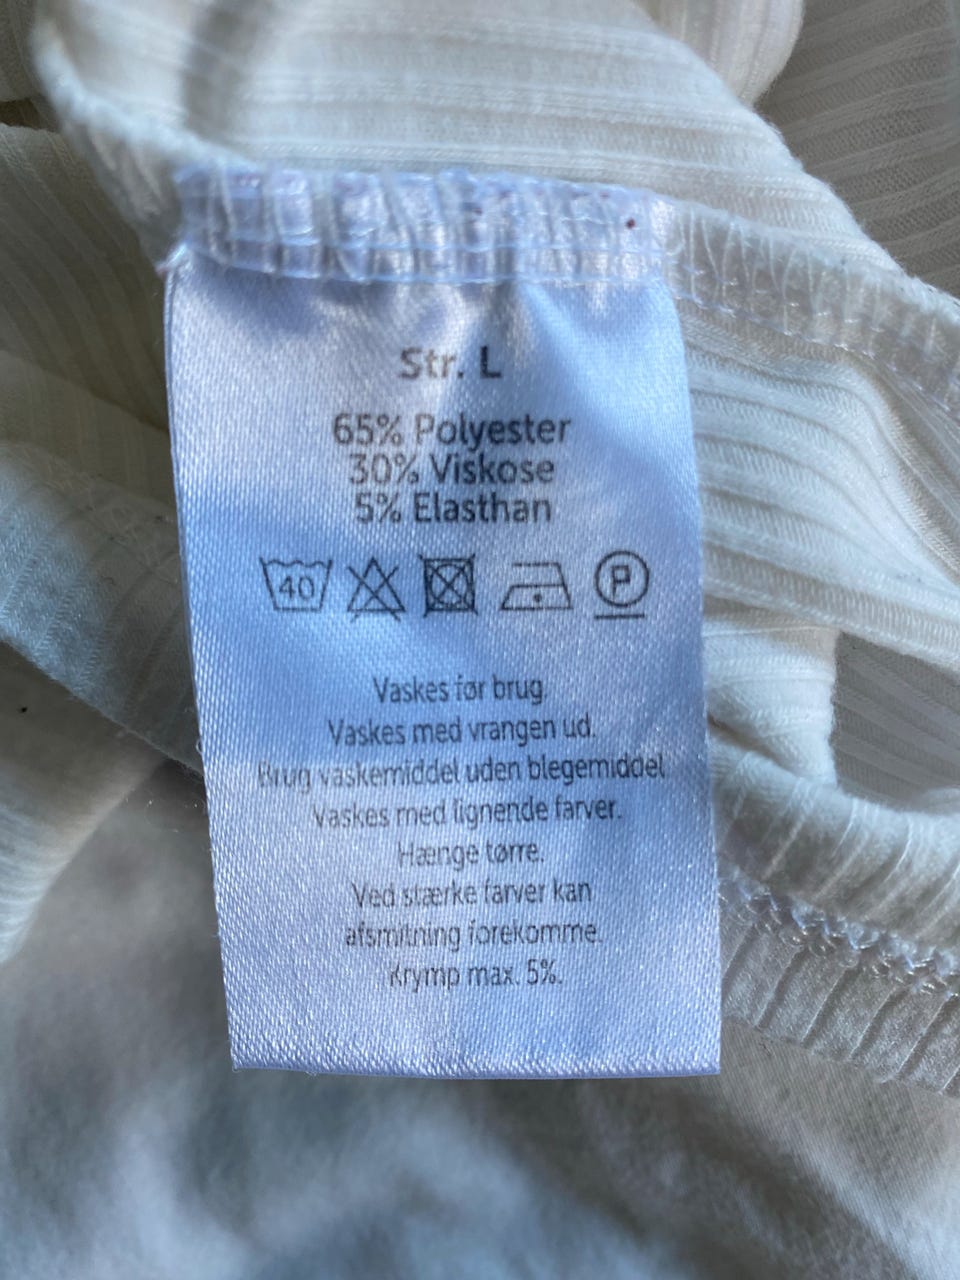 Str. L
65% Polyester
30% Viskose
5% Elasthan
40 P
Vaskes før brug.
Vaskes med vrangen ud.
Brug vaskemiddel uden blegemiddel
Vaskes med lignende farver.
Hænge tørre.
Ved stærke farver kan
afsmitning forekomme.
Krymp max. 5%.